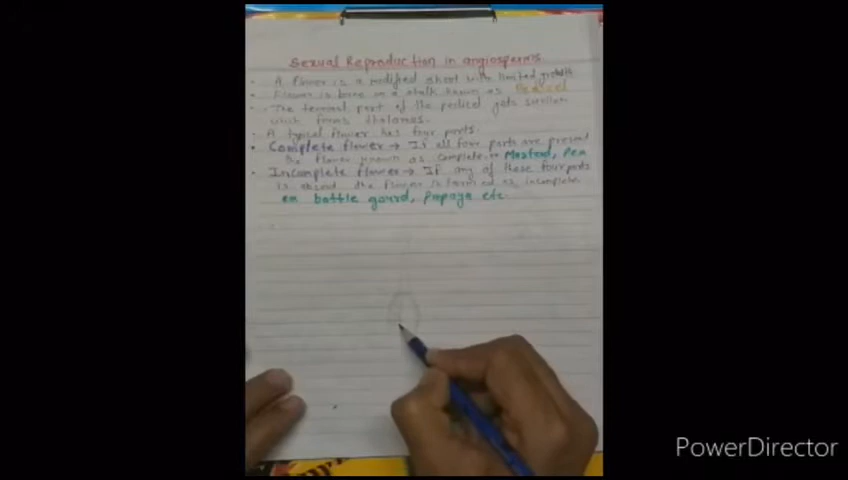 Sexual Reproduction in angiosperms
A flower is a modified shoot with limited growth
Flower is borne on a stalk known as Pedicel
The terminal part of the pedicel gets swollen
which forms thalamus.
A typical flower has four parts.
Complete flower → If all four parts are present
the flower known as complete. Mustard, Pea
Incomplete flower → If any of these four parts
is absent the flower is termed as incomplete
ex bottle gourd, Papaya etc.
PowerDirector